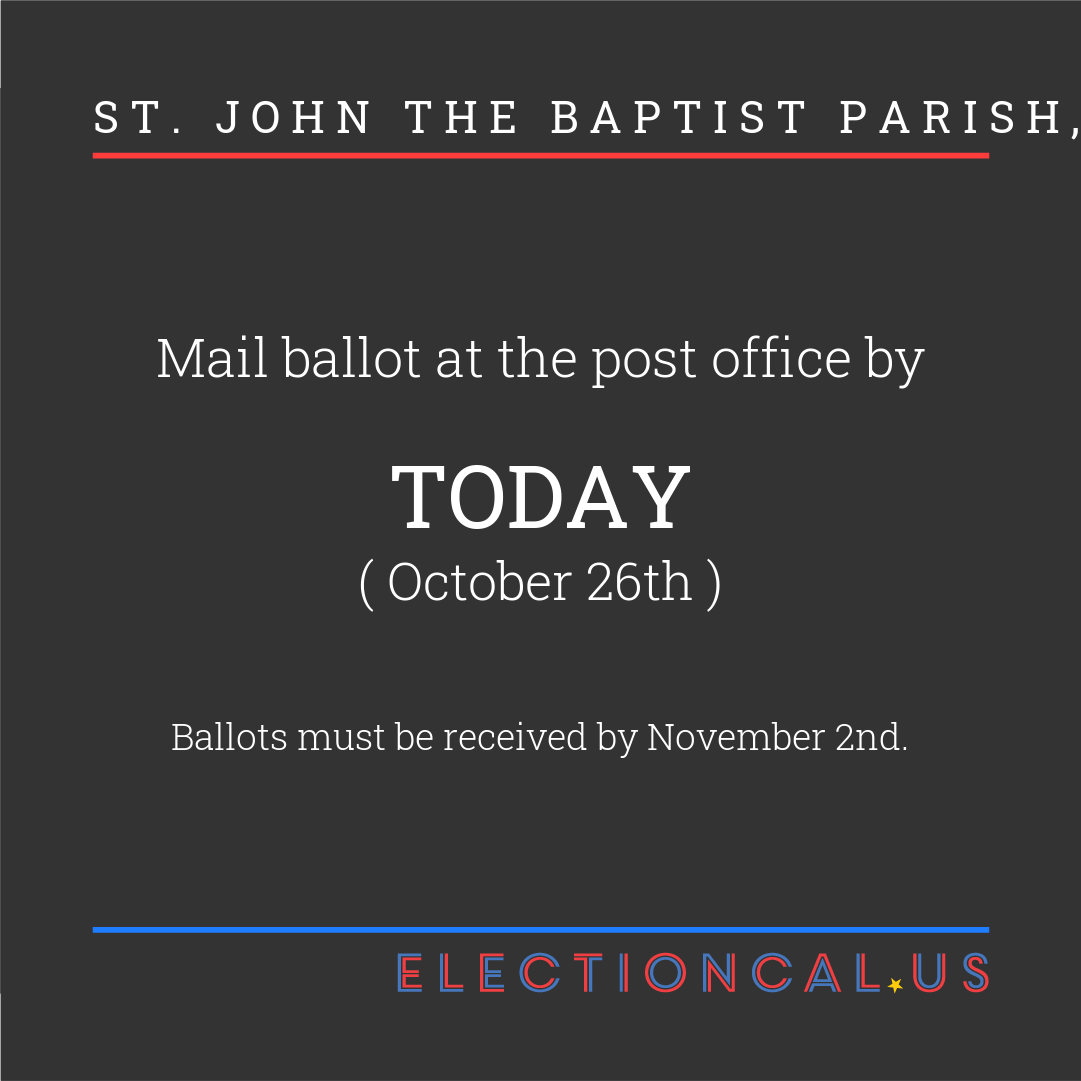 ST. JOHN THE BAPTIST PARISH,
Mail ballot at the post office by
TODAY
( October 26th )
Ballots must be received by November 2nd.
ELECTIONCAL.US